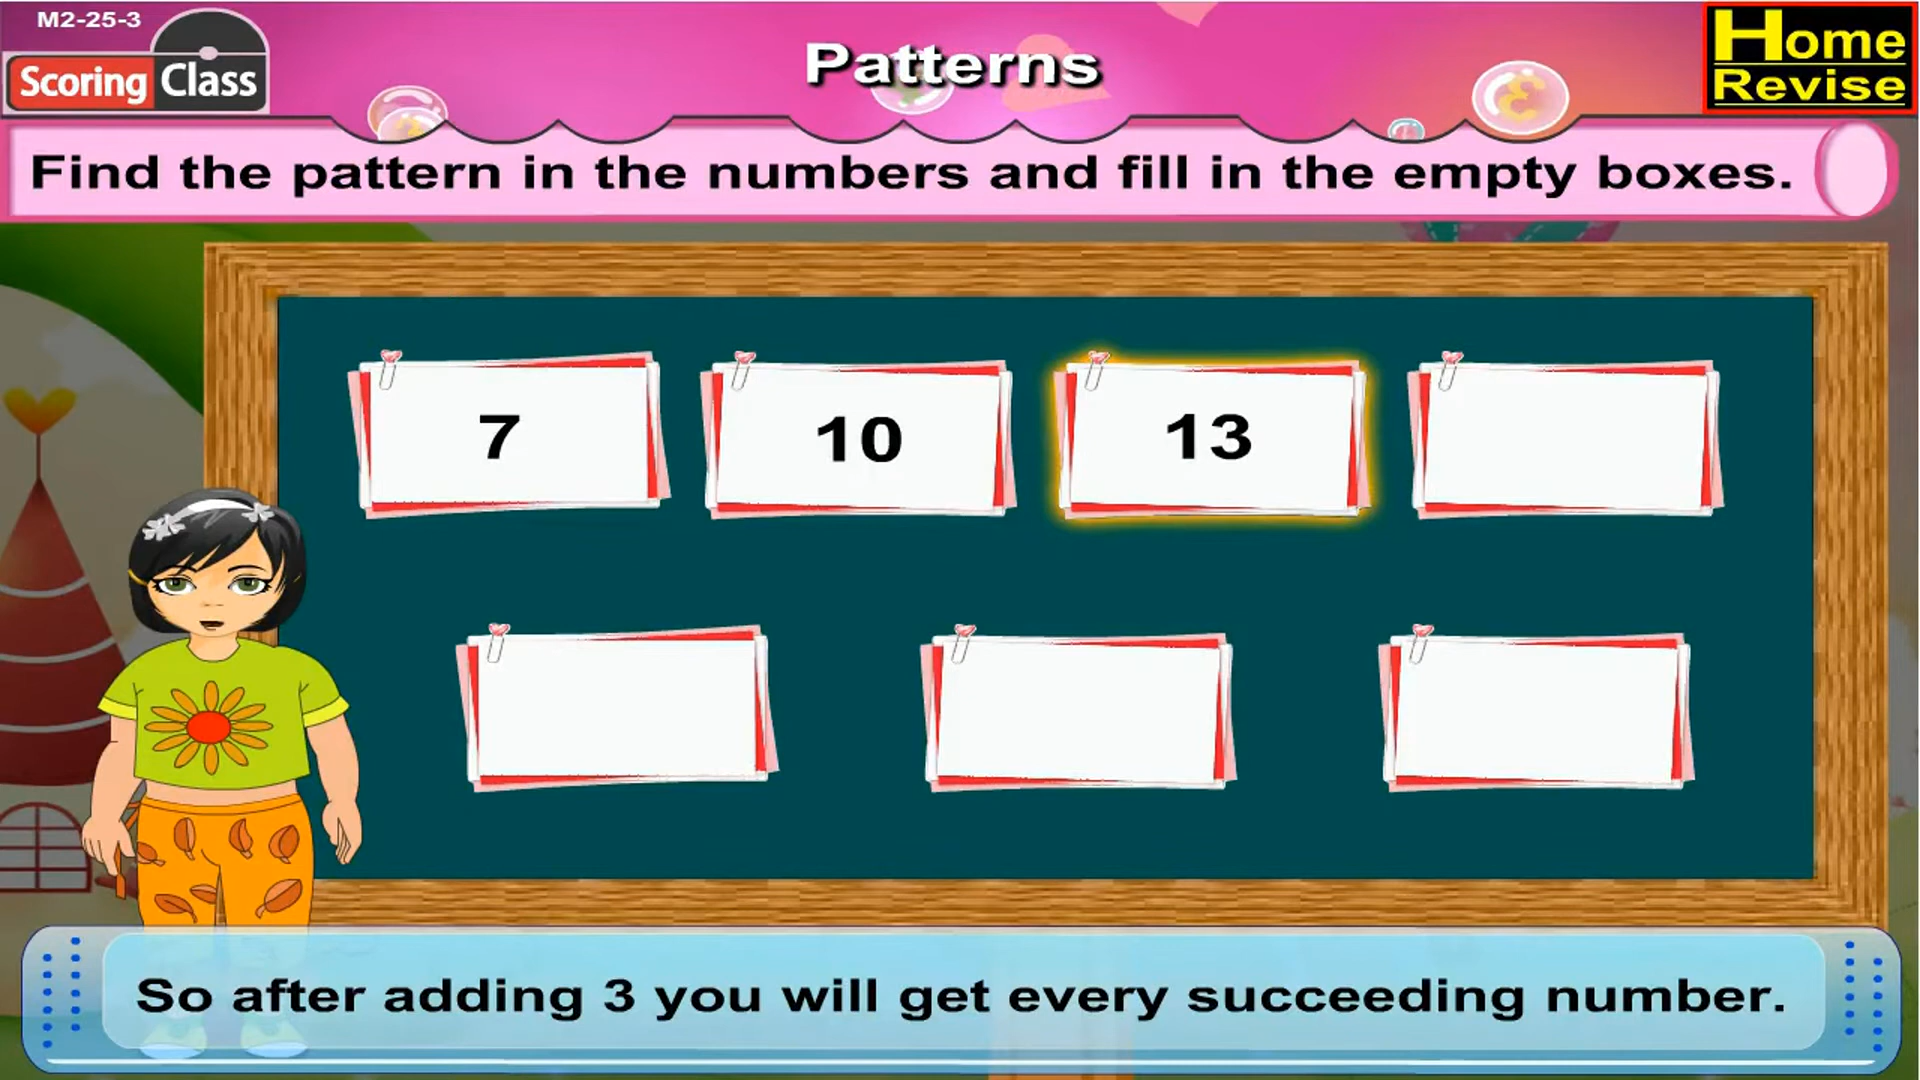 M2-25-3
Scoring Class
Patterns
Home
Revise
Find the pattern in the numbers and fill in the empty boxes.
7 10 13
So after adding 3 you will get every succeeding number.